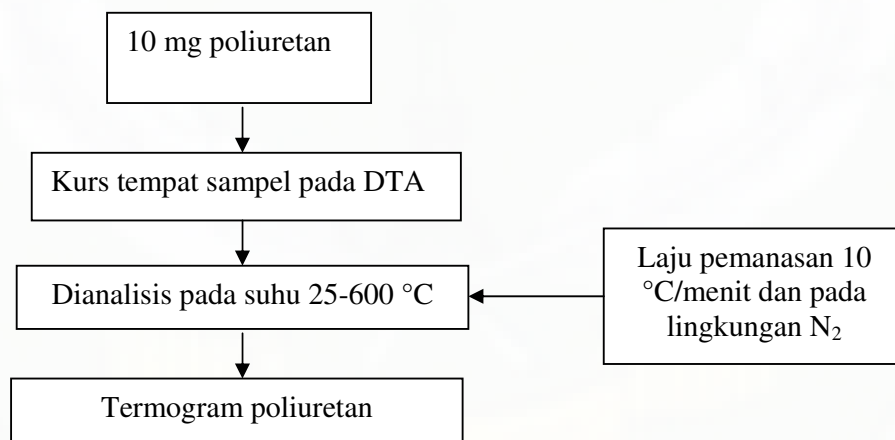 10 mg poliuretan
Kurs tempat sampel pada DTA
Dianalisis pada suhu 25-600 °C
Laju pemanasan 10
°C/menit dan pada
lingkungan N₂
Termogram poliuretan